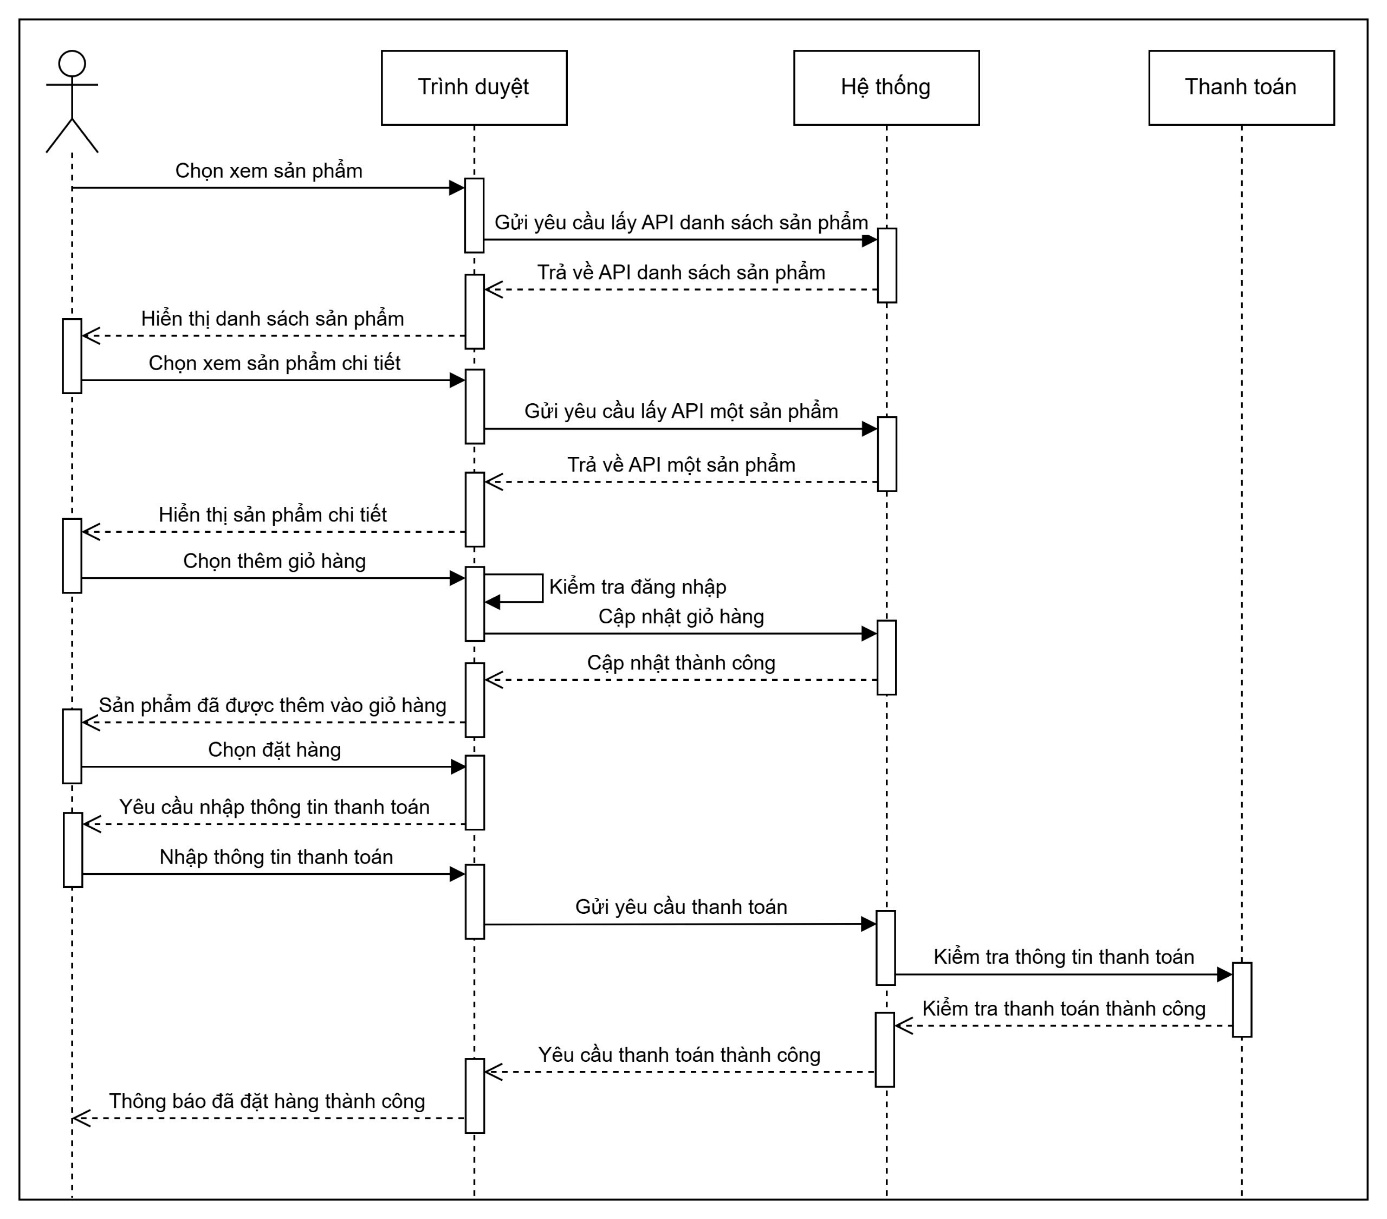 Trình duyệt
Hệ thống
Thanh toán
Chọn xem sản phẩm
Gửi yêu cầu lấy API danh sách sản phẩm
Trả về API danh sách sản phẩm
Hiển thị danh sách sản phẩm
Chọn xem sản phẩm chi tiết
Gửi yêu cầu lấy API một sản phẩm
Trả về API một sản phẩm
Hiển thị sản phẩm chi tiết
Chọn thêm giỏ hàng
Kiểm tra đăng nhập
Cập nhật giỏ hàng
Cập nhật thành công
Sản phẩm đã được thêm vào giỏ hàng
Chọn đặt hàng
Yêu cầu nhập thông tin thanh toán
Nhập thông tin thanh toán
Gửi yêu cầu thanh toán
Kiểm tra thông tin thanh toán
Kiểm tra thanh toán thành công
Yêu cầu thanh toán thành công
Thông báo đã đặt hàng thành công